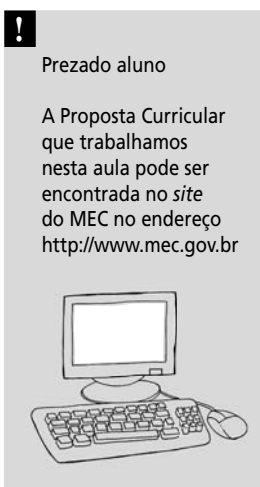 !
Prezado aluno
A Proposta Curricular
que trabalhamos
nesta aula pode ser
encontrada no site
do MEC no endereço
http://www.mec.gov.br